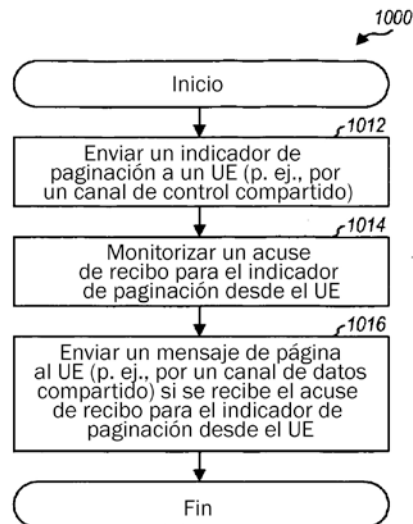 1000
Inicio
1012
Enviar un indicador de
paginación a un UE (p. ej., por
un canal de control compartido)
1014
Monitorizar un acuse
de recibo para el indicador
de paginación desde el UE
1016
Enviar un mensaje de página
al UE (p. ej., por un canal de datos
compartido) si se recibe el acuse
de recibo para el indicador de
paginación desde el UE
Fin